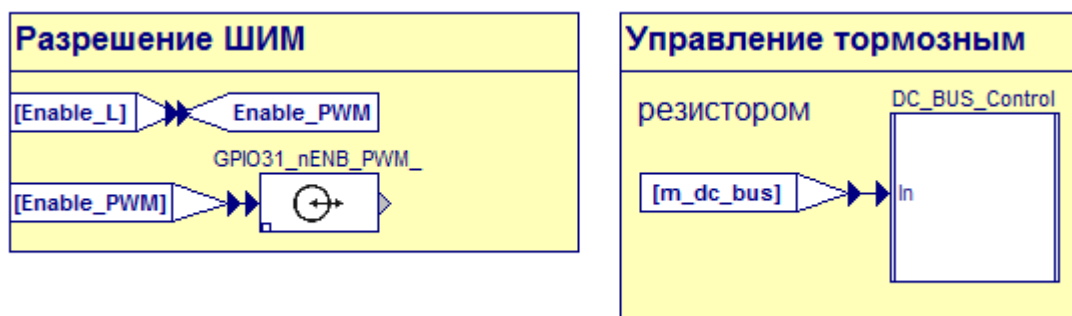 Разрешение ШИМ
[Enable_L]
Enable_PWM
GPIO31_nENB_PWM_
[Enable_PWM]
Управление тормозным
резистором
DC_BUS_Control
[m_dc_bus]
In